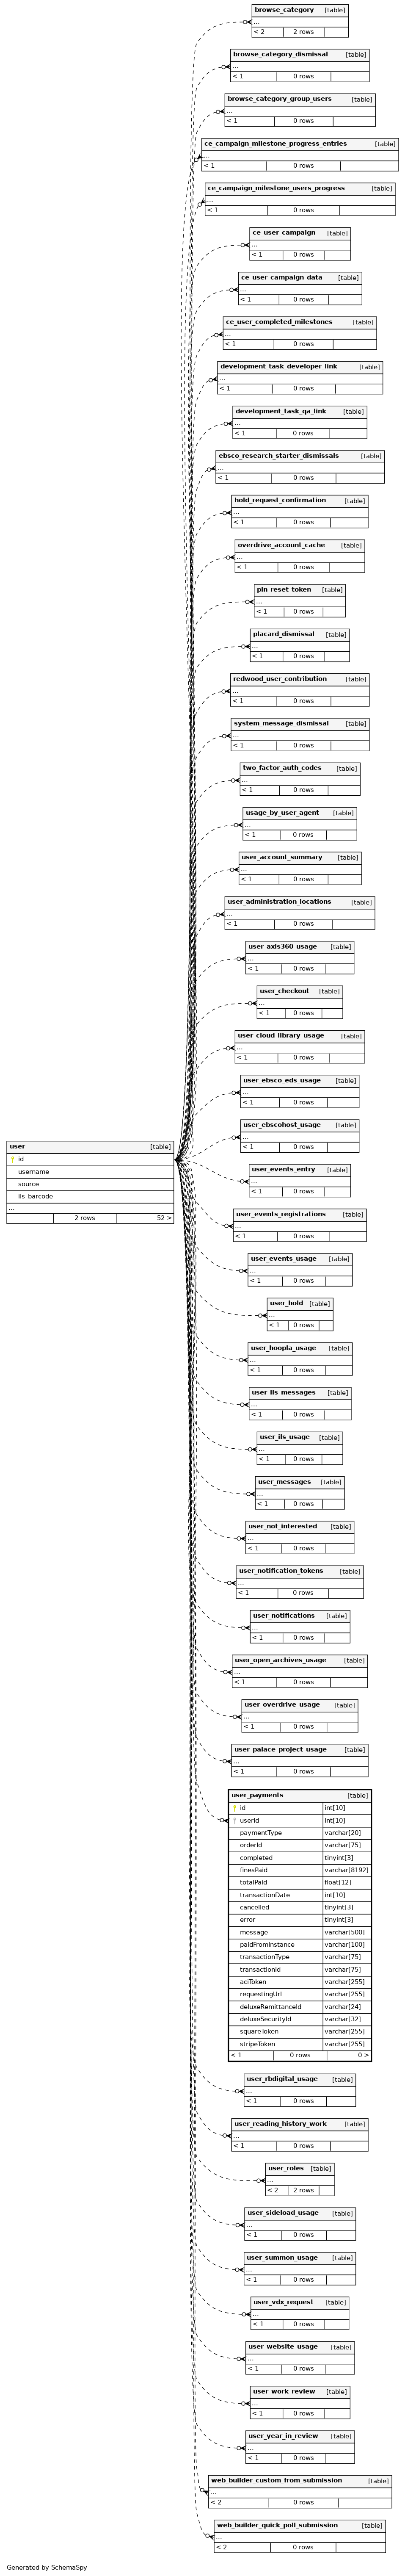 browse_category [table]
...
< 2 2 rows
browse_category_dismissal [table]
...
< 1 0 rows
browse_category_group_users [table]
...
< 1 0 rows
ce_campaign_milestone_progress_entries [table]
...
< 1 0 rows
ce_campaign_milestone_users_progress [table]
...
< 1 0 rows
ce_user_campaign [table]
...
< 1 0 rows
ce_user_campaign_data [table]
...
< 1 0 rows
ce_user_completed_milestones [table]
...
< 1 0 rows
development_task_developer_link [table]
...
< 1 0 rows
development_task_qa_link [table]
...
< 1 0 rows
ebsco_research_starter_dismissals [table]
...
< 1 0 rows
hold_request_confirmation [table]
...
< 1 0 rows
overdrive_account_cache [table]
...
< 1 0 rows
pin_reset_token [table]
...
< 1 0 rows
placard_dismissal [table]
...
< 1 0 rows
redwood_user_contribution [table]
...
< 1 0 rows
system_message_dismissal [table]
...
< 1 0 rows
two_factor_auth_codes [table]
...
< 1 0 rows
usage_by_user_agent [table]
...
< 1 0 rows
user_account_summary [table]
...
< 1 0 rows
user_administration_locations [table]
...
< 1 0 rows
user_axis360_usage [table]
...
< 1 0 rows
user_checkout [table]
...
< 1 0 rows
user_cloud_library_usage [table]
...
< 1 0 rows
user_ebsco_eds_usage [table]
...
< 1 0 rows
user_ebscohost_usage [table]
...
< 1 0 rows
user [table]
id
username
source
ils_barcode
...
2 rows 52 >
user_events_entry [table]
...
< 1 0 rows
user_events_registrations [table]
...
< 1 0 rows
user_events_usage [table]
...
< 1 0 rows
user_hold [table]
...
< 1 0 rows
user_hoopla_usage [table]
...
< 1 0 rows
user_ils_messages [table]
...
< 1 0 rows
user_ils_usage [table]
...
< 1 0 rows
user_messages [table]
...
< 1 0 rows
user_not_interested [table]
...
< 1 0 rows
user_notification_tokens [table]
...
< 1 0 rows
user_notifications [table]
...
< 1 0 rows
user_open_archives_usage [table]
...
< 1 0 rows
user_overdrive_usage [table]
...
< 1 0 rows
user_palace_project_usage [table]
...
< 1 0 rows
user_payments [table]
id int[10]
userId int[10]
paymentType varchar[20]
orderId varchar[75]
completed tinyint[3]
finesPaid varchar[8192]
totalPaid float[12]
transactionDate int[10]
cancelled tinyint[3]
error tinyint[3]
message varchar[500]
paidFromInstance varchar[100]
transactionType varchar[75]
transactionId varchar[75]
aciToken varchar[255]
requestingUrl varchar[255]
deluxeRemittanceId varchar[24]
deluxeSecurityId varchar[32]
squareToken varchar[255]
stripeToken varchar[255]
< 1 0 rows 0 >
user_rbdigital_usage [table]
...
< 1 0 rows
user_reading_history_work [table]
...
< 1 0 rows
user_roles [table]
...
< 2 2 rows
user_sideload_usage [table]
...
< 1 0 rows
user_summon_usage [table]
...
< 1 0 rows
user_vdx_request [table]
...
< 1 0 rows
user_website_usage [table]
...
< 1 0 rows
user_work_review [table]
...
< 1 0 rows
user_year_in_review [table]
...
< 1 0 rows
web_builder_custom_from_submission [table]
...
< 2 0 rows
web_builder_quick_poll_submission [table]
...
< 2 0 rows
Generated by SchemaSpy